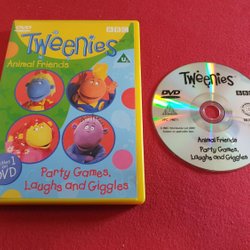 DVD
BBC
Tweenies
Animal Friends
U
DVD
Party Games,
Laughs and Giggles
Tweenies
DVD
BBC
Animal Friends
Party Games,
Laughs and Giggles